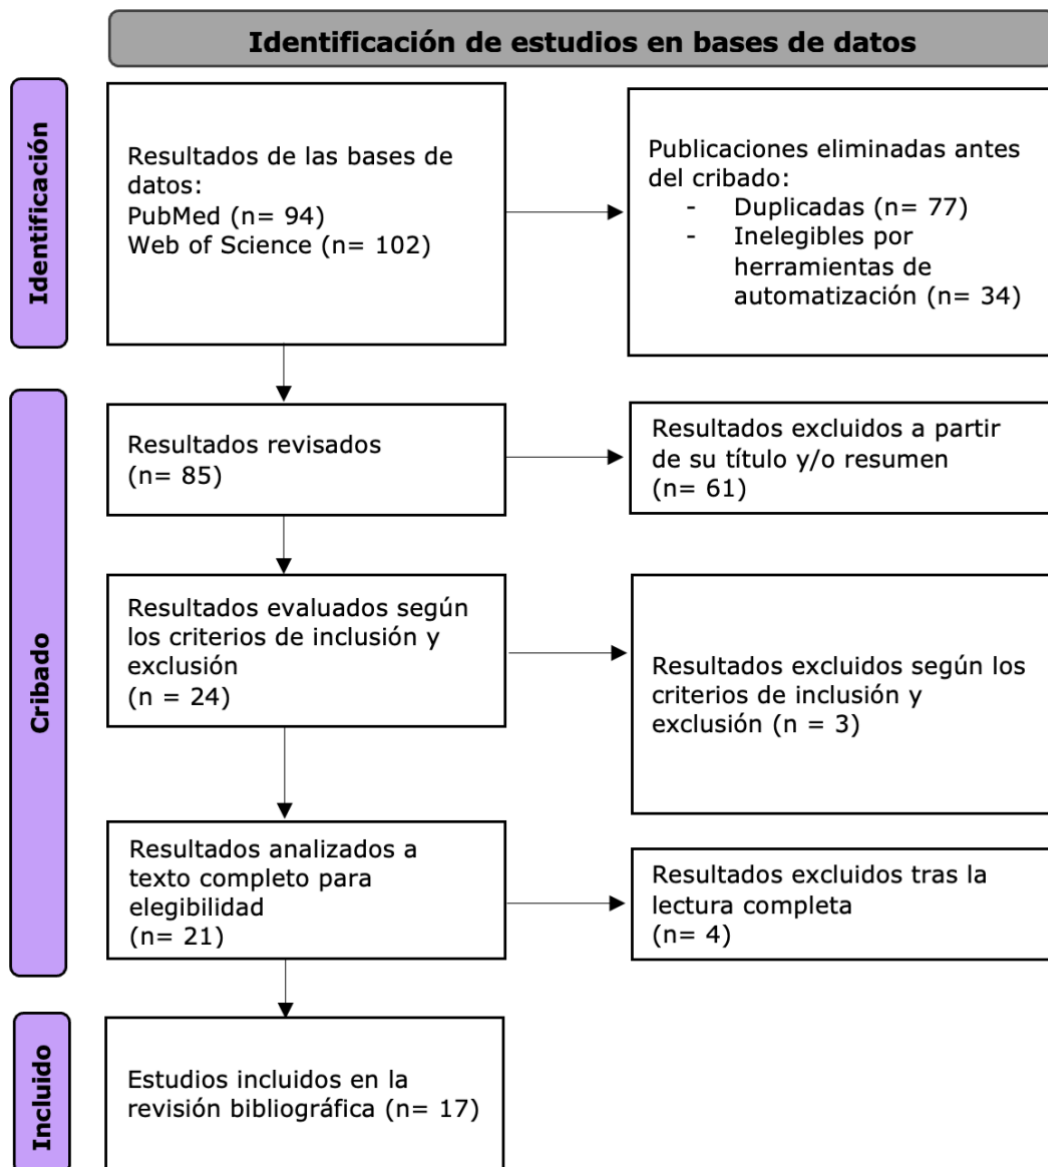 Identificación de estudios en bases de datos
Identificación
Resultados de las bases de
datos:
PubMed (n= 94)
Web of Science (n= 102)
Publicaciones eliminadas antes
del cribado:
- Duplicadas (n= 77)
- Inelegibles por
herramientas de
automatización (n= 34)
Cribado
Resultados revisados
(n= 85)
Resultados excluidos a partir
de su título y/o resumen
(n= 61)
Resultados evaluados según
los criterios de inclusión y
exclusión
(n = 24)
Resultados excluidos según los
criterios de inclusión y
exclusión (n = 3)
Resultados analizados a
texto completo para
elegibilidad
(n= 21)
Resultados excluidos tras la
lectura completa
(n= 4)
Incluido
Estudios incluidos en la
revisión bibliográfica (n= 17)